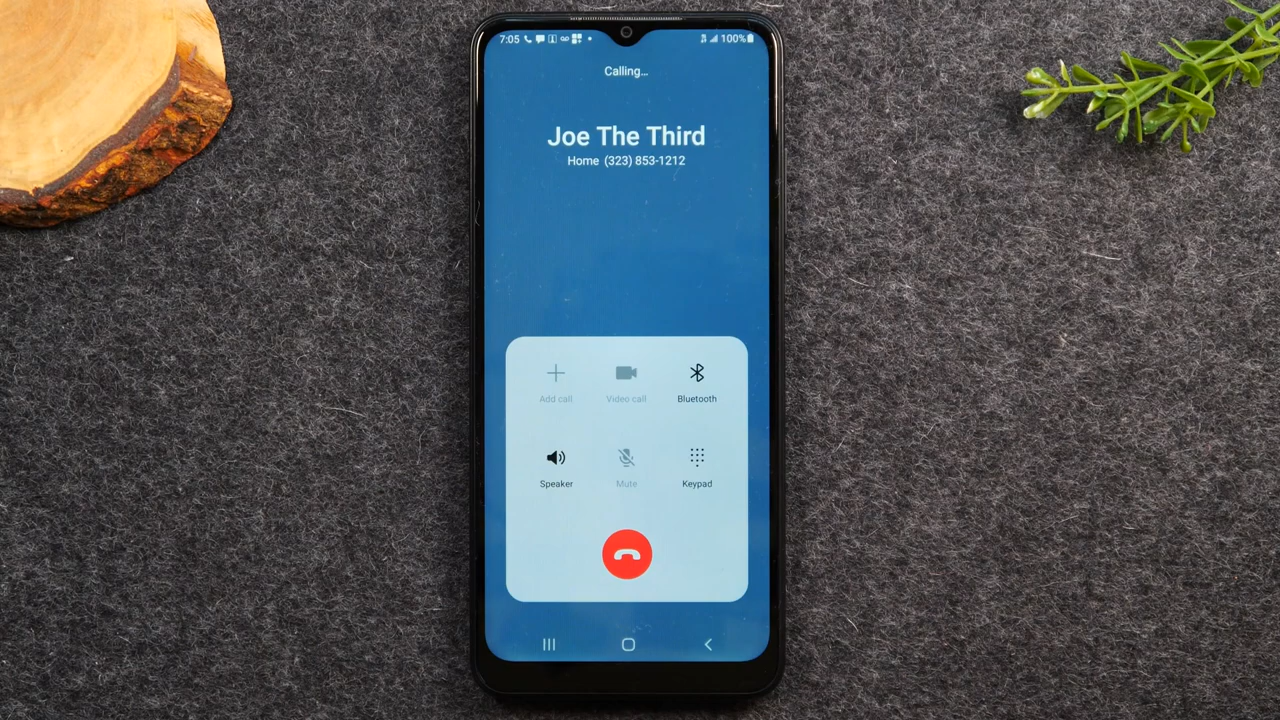 7:05 100%
Calling...
Joe The Third
Home (323) 853-1212
Add call Video call Bluetooth
Speaker Mute Keypad